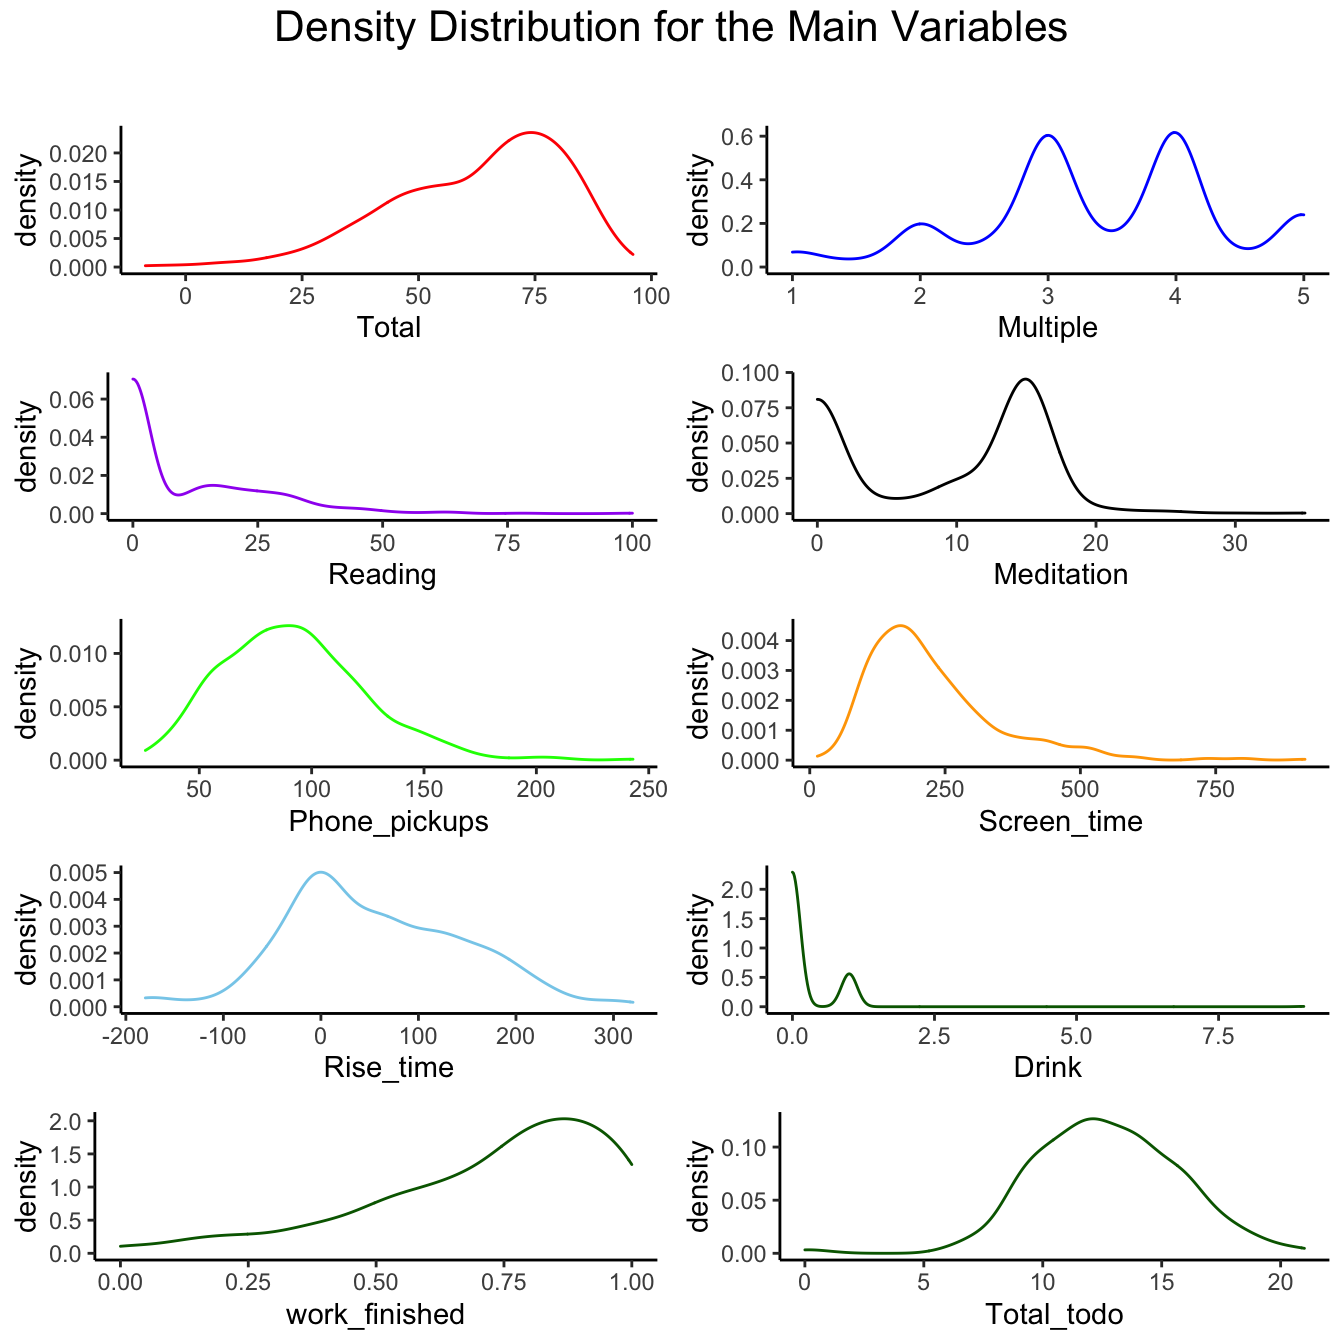 Density Distribution for the Main Variables
density
0.020
0.015
0.010
0.005
0.000
0 25 50 75 100
Total
density
0.6
0.4
0.2
0.0
1 2 3 4 5
Multiple
density
0.06
0.04
0.02
0.00
0 25 50 75 100
Reading
density
0.100
0.075
0.050
0.025
0.000
0 10 20 30
Meditation
density
0.010
0.005
0.000
50 100 150 200 250
Phone_pickups
density
0.004
0.003
0.002
0.001
0.000
0 250 500 750
Screen_time
density
0.005
0.004
0.003
0.002
0.001
0.000
-200 -100 0 100 200 300
Rise_time
density
2.0
1.5
1.0
0.5
0.0
0.0 2.5 5.0 7.5
Drink
density
2.0
1.5
1.0
0.5
0.0
0.00 0.25 0.50 0.75 1.00
work_finished
density
0.10
0.05
0.00
0 5 10 15 20
Total_todo